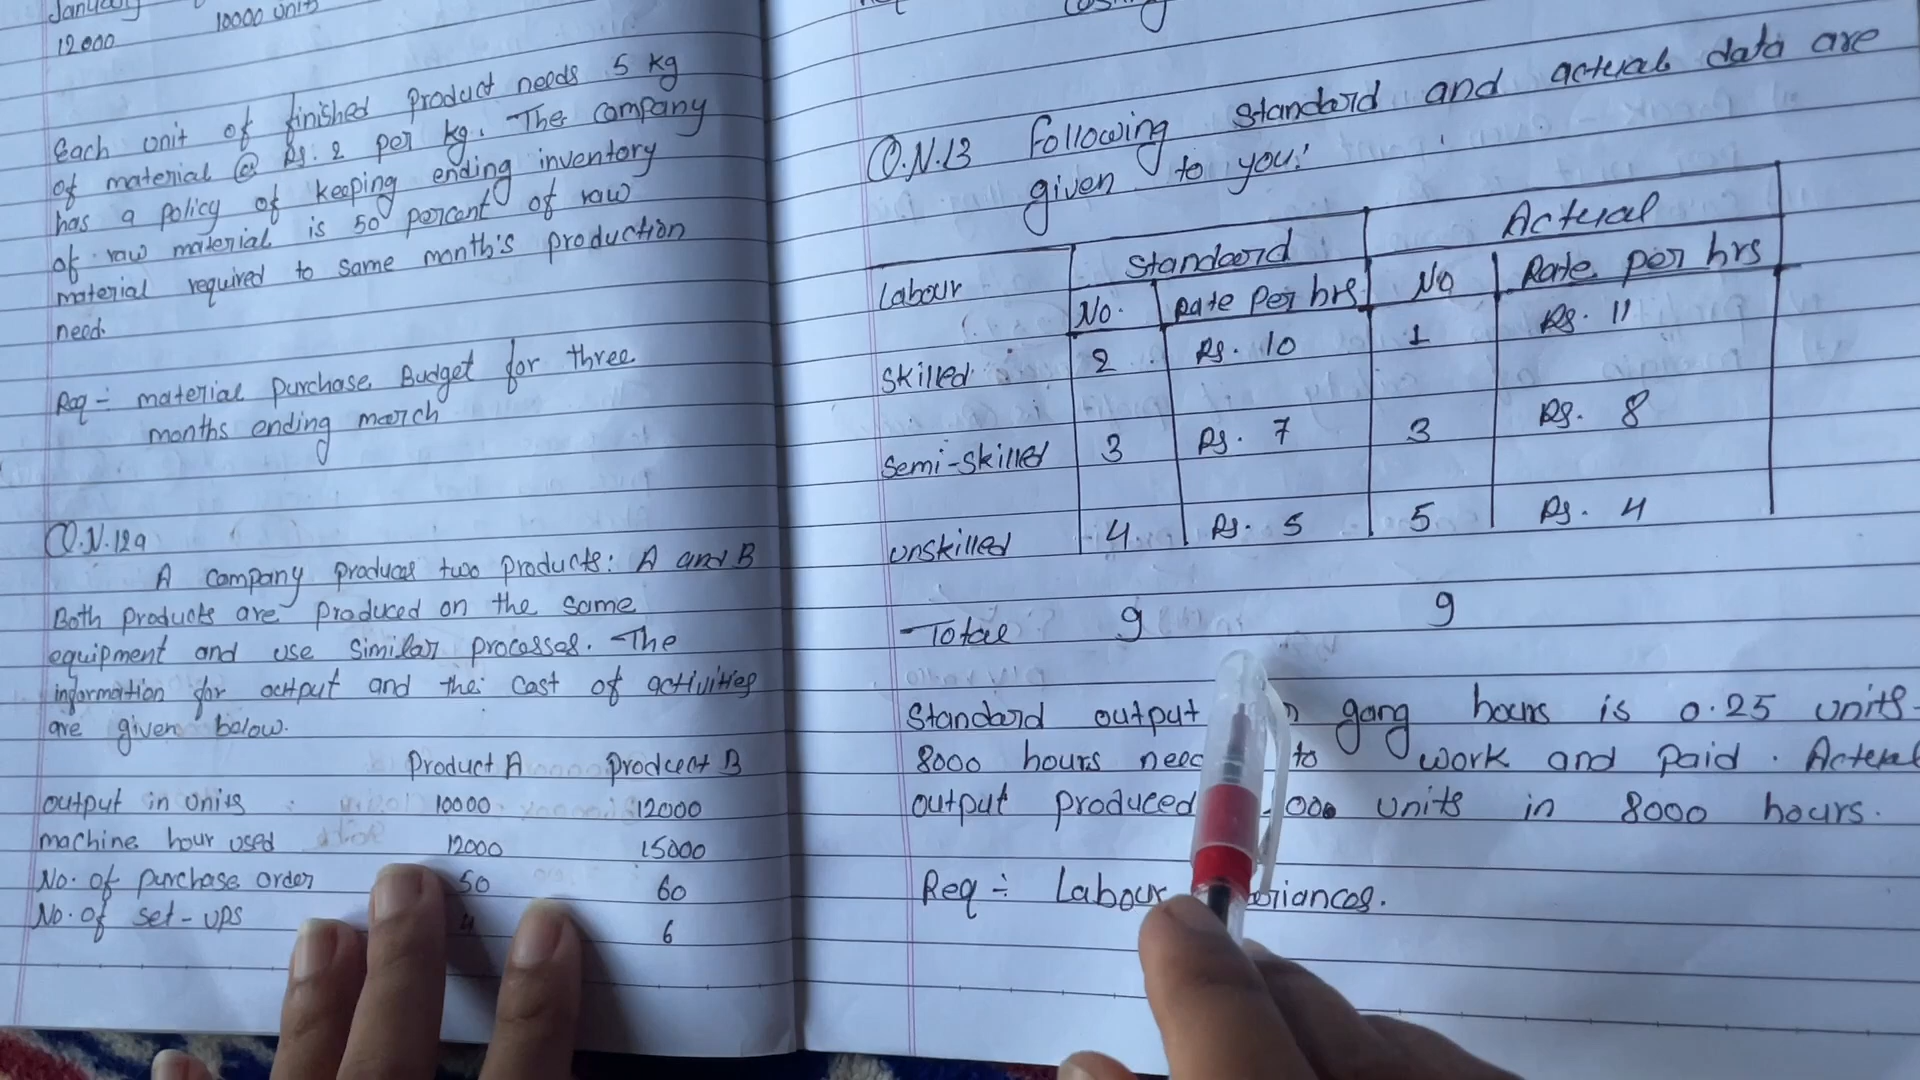 January
12000
10000 units
Each unit of finished product needs 5 kg
of material @ Rs. 2 per kg. The company
has a policy of keeping ending inventory
of raw material is 50 percent of raw
material required to same month's production
need.
Req ÷ material purchase Budget for three
months ending march
Q.N.12a
A company produces two products: A and B
Both products are produced on the same
equipment and use similar processes. The
information for output and the cost of activities
are given below.
Product A Product B
output in units 10000 12000
machine hour used 12000 15000
No. of purchase order 50 60
No. of set-ups 4 6
Q.N.13 Following standard and actual data are
given to you:
Labour Standard Actual
No. Rate per hrs No Rate per hrs
Skilled 2 Rs. 10 1 Rs. 11
Semi-skilled 3 Rs. 7 3 Rs. 8
unskilled 4 Rs. 5 5 Rs. 4
Total 9 9
Standard output gang hours is 0.25 units.
8000 hours to work and paid. Actual
output produced units in 8000 hours.
Req ÷ Labour